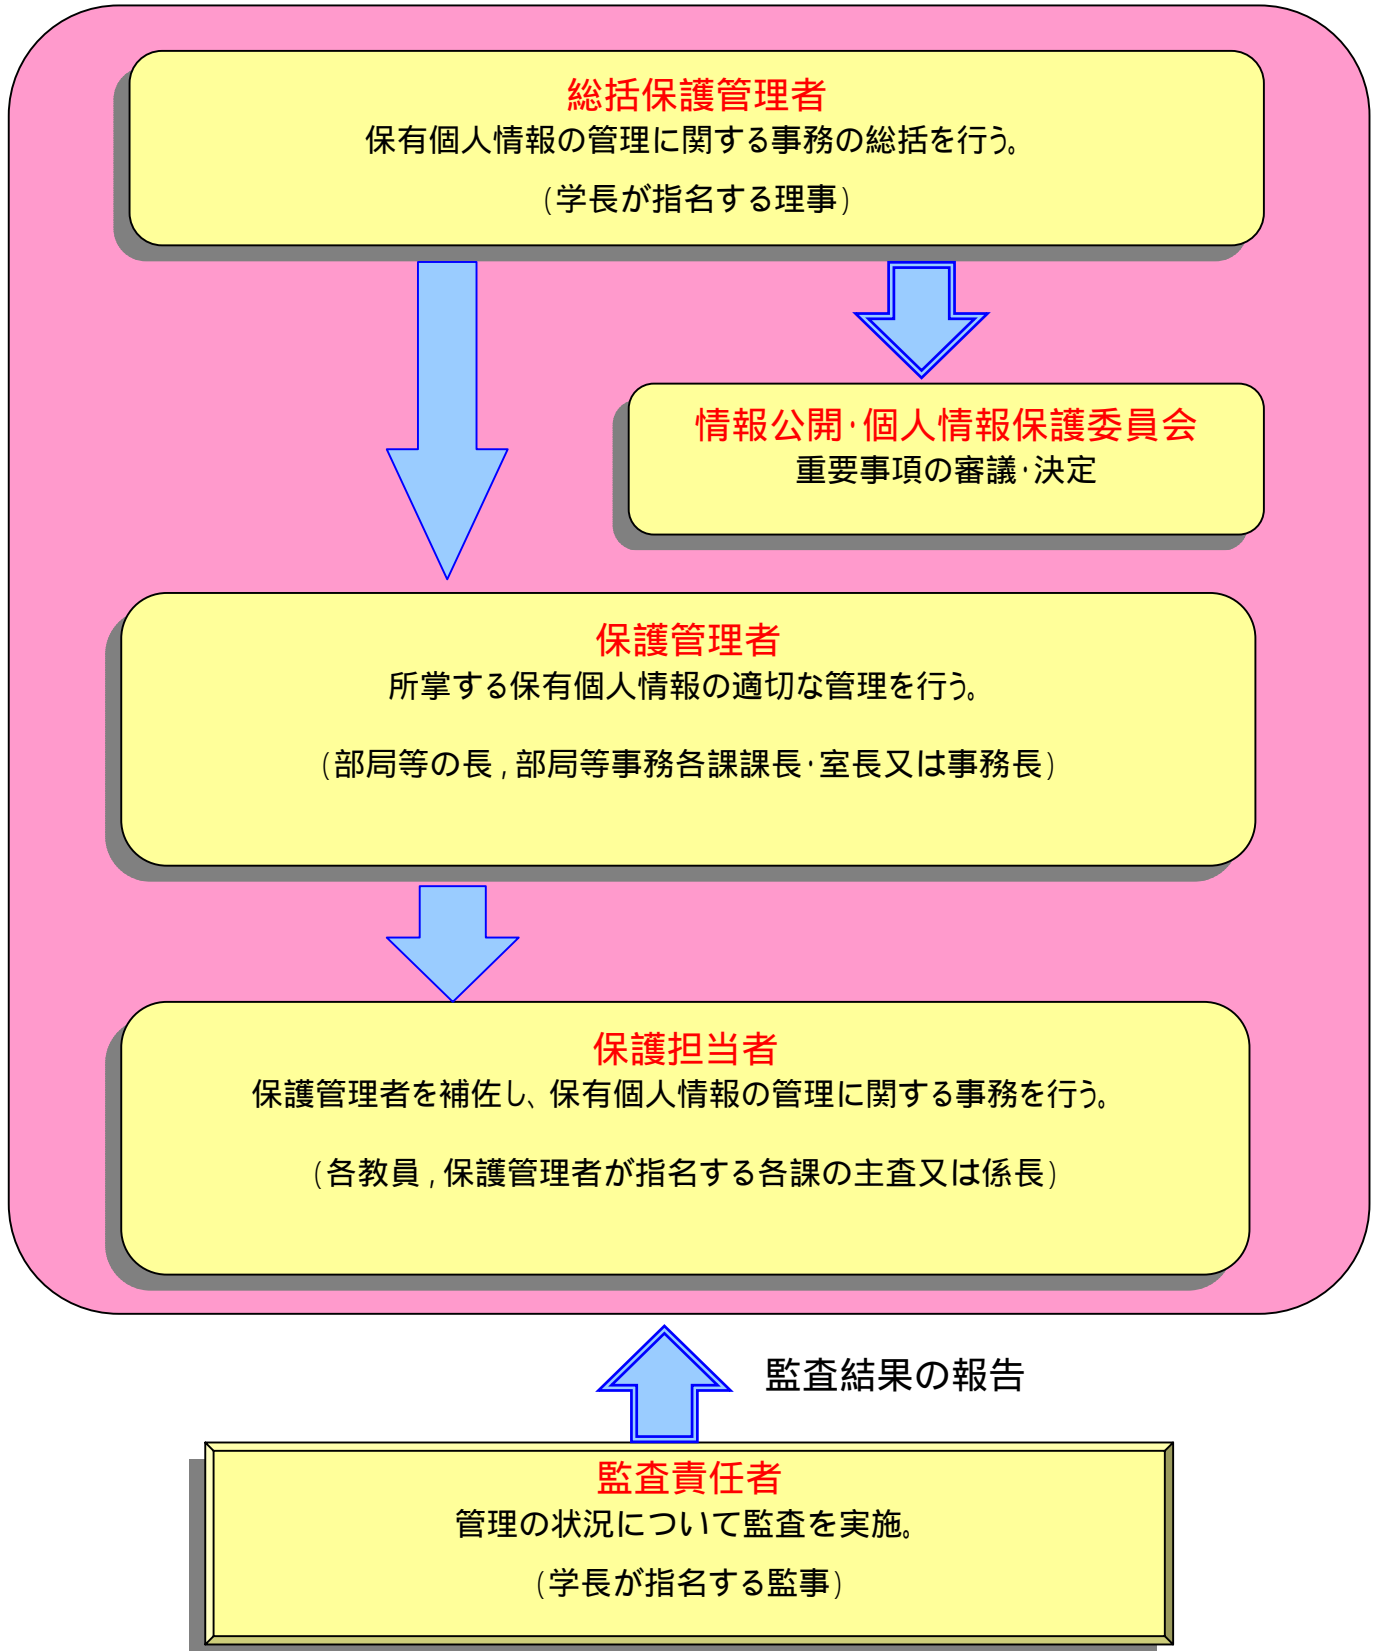 総括保護管理者
保有個人情報の管理に関する事務の総括を行う。
(学長が指名する理事)
情報公開・個人情報保護委員会
重要事項の審議・決定
保護管理者
所掌する保有個人情報の適切な管理を行う。
(部局等の長,部局等事務各課課長・室長又は事務長)
保護担当者
保護管理者を補佐し、保有個人情報の管理に関する事務を行う。
(各教員,保護管理者が指名する各課の主査又は係長)
監査結果の報告
監査責任者
管理の状況について監査を実施。
(学長が指名する監事)